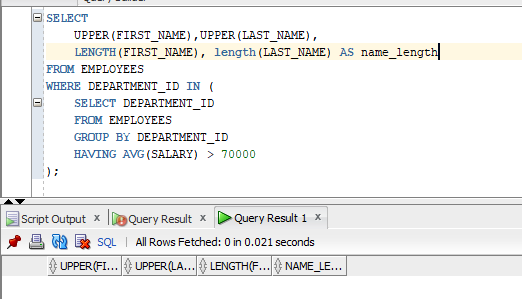 SELECT
UPPER(FIRST_NAME),UPPER(LAST_NAME),
LENGTH(FIRST_NAME), length(LAST_NAME) AS name_length
FROM EMPLOYEES
WHERE DEPARTMENT_ID IN (
SELECT DEPARTMENT_ID
FROM EMPLOYEES
GROUP BY DEPARTMENT_ID
HAVING AVG(SALARY) > 70000
);
Script Output x Query Result x Query Result 1 x
SQL | All Rows Fetched: 0 in 0.021 seconds
UPPER(FI... UPPER(LA... LENGTH(F... NAME_LE...